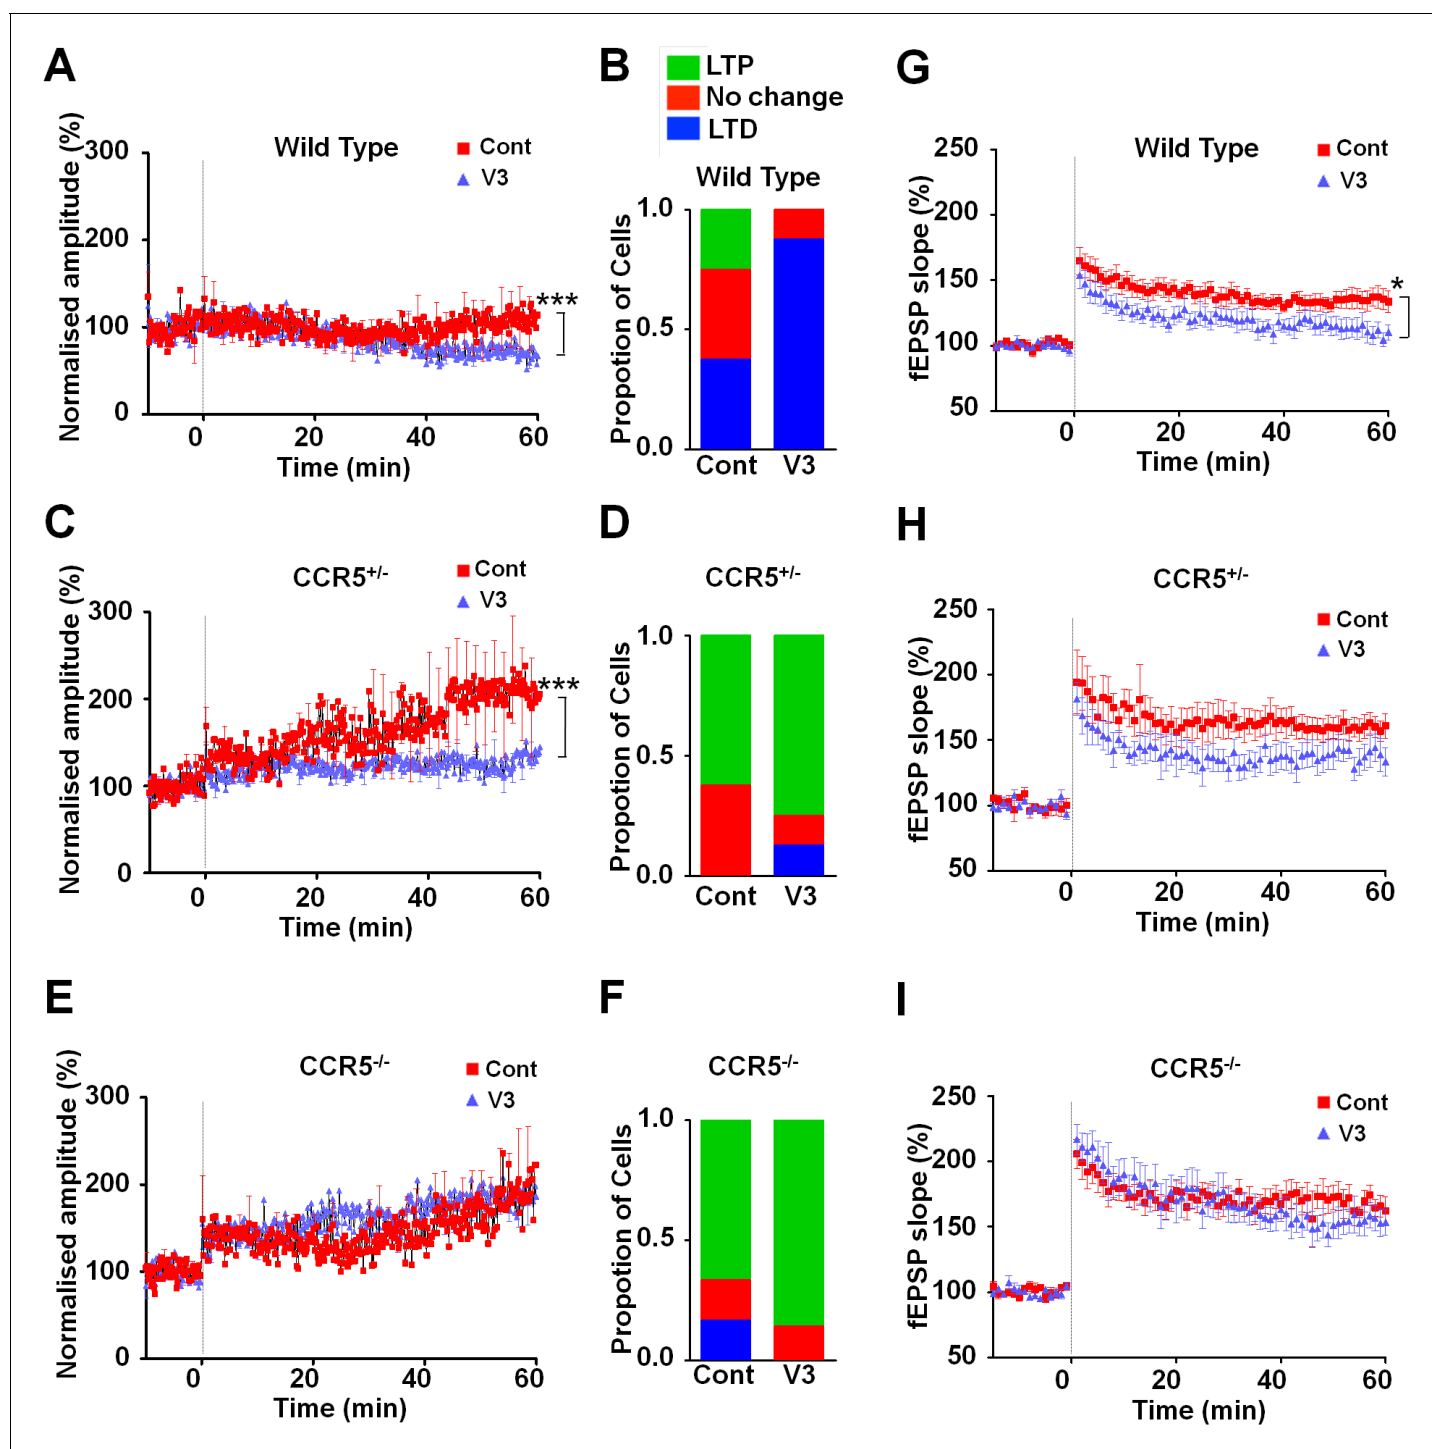 A
Wild Type
Cont
V3
Normalised amplitude (%)
300
200
100
0
***
0 20 40 60
Time (min)
B
LTP
No change
LTD
Wild Type
Propotion of Cells
1.0
0.5
0.0
Cont V3
G
Wild Type
Cont
V3
fEPSP slope (%)
250
200
150
100
50
*
0 20 40 60
Time (min)
C
CCR5+/-
Cont
V3
Normalised amplitude (%)
300
200
100
0
***
0 20 40 60
Time (min)
D
CCR5+/-
Propotion of Cells
1.0
0.5
0.0
Cont V3
H
CCR5+/-
Cont
V3
fEPSP slope (%)
250
200
150
100
50
0 20 40 60
Time (min)
E
CCR5-/-
Cont
V3
Normalised amplitude (%)
300
200
100
0
0 20 40 60
Time (min)
F
CCR5-/-
Propotion of Cells
1.0
0.5
0.0
Cont V3
I
CCR5-/-
Cont
V3
fEPSP slope (%)
250
200
150
100
50
0 20 40 60
Time (min)